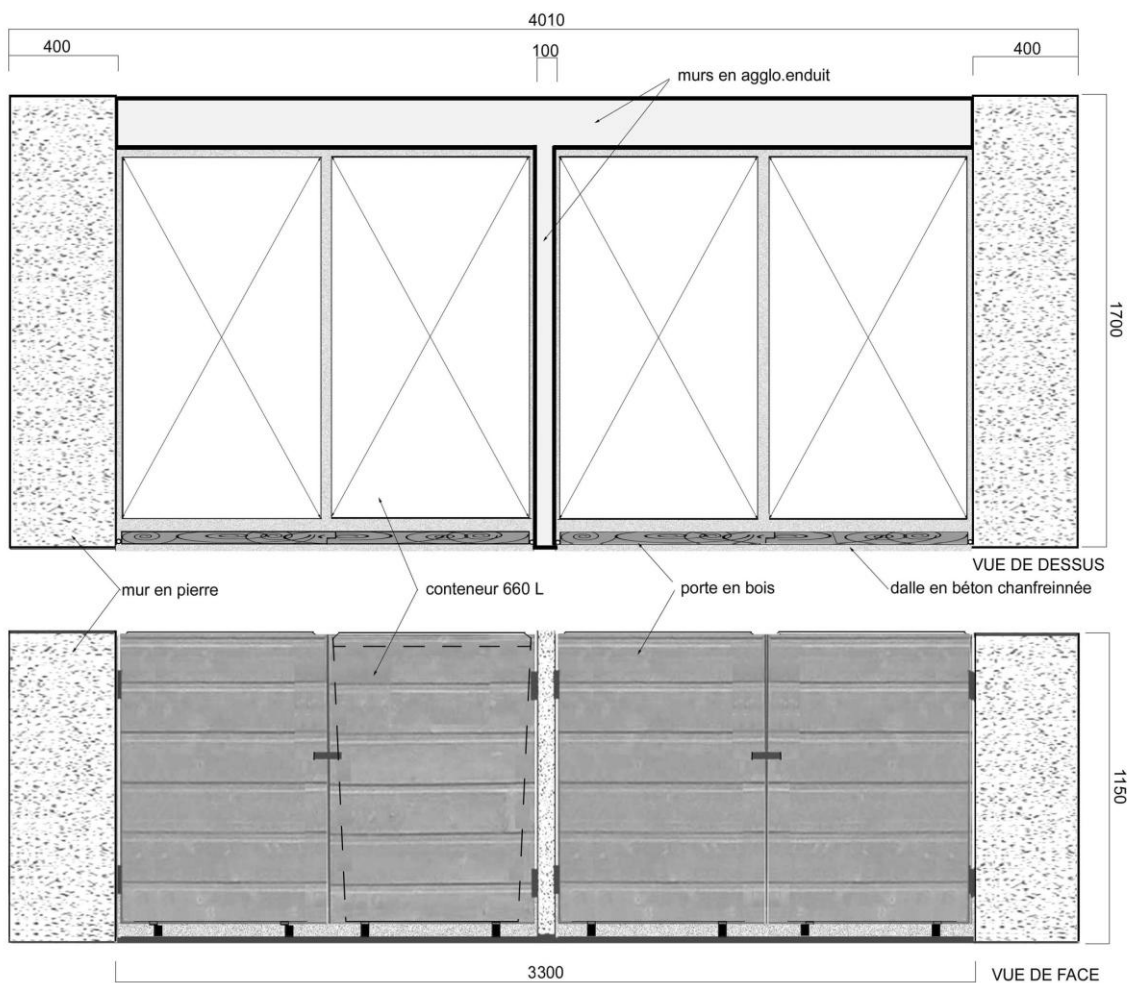 4010
400
100
400
murs en agglo.enduit
1700
VUE DE DESSUS
mur en pierre
conteneur 660 L
porte en bois
dalle en béton chanfreinnée
1150
3300
VUE DE FACE